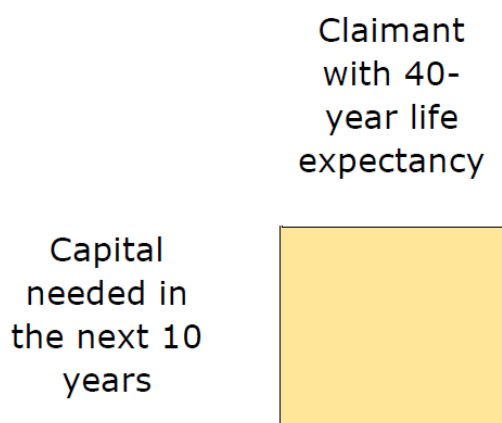 Claimant
with 40-
year life
expectancy
Capital
needed in
the next 10
years